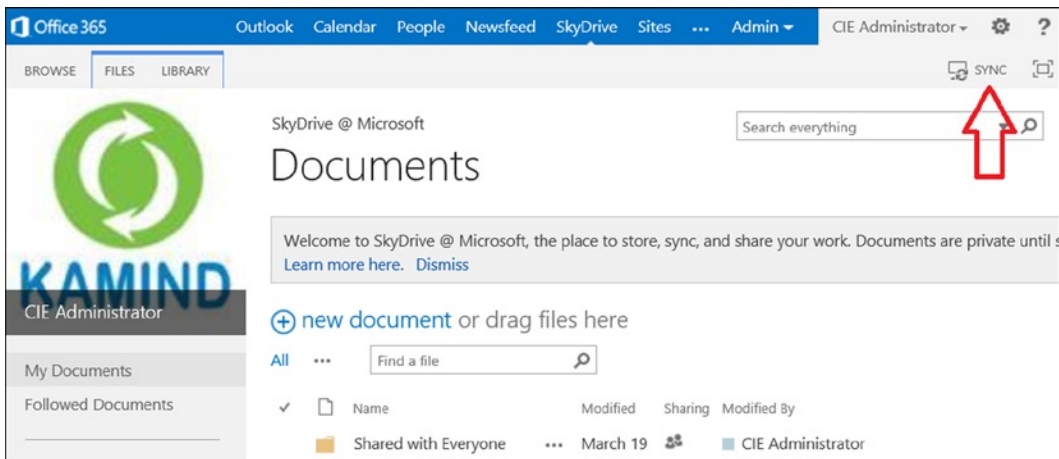 Office 365 Outlook Calendar People Newsfeed SkyDrive Sites ... Admin CIE Administrator ?
BROWSE FILES LIBRARY SYNC
SkyDrive @ Microsoft
Search everything
Documents
Welcome to SkyDrive @ Microsoft, the place to store, sync, and share your work. Documents are private until s
Learn more here. Dismiss
KAMIND
CIE Administrator
new document or drag files here
All ... Find a file
My Documents
Followed Documents
Name Modified Sharing Modified By
Shared with Everyone ... March 19 CIE Administrator